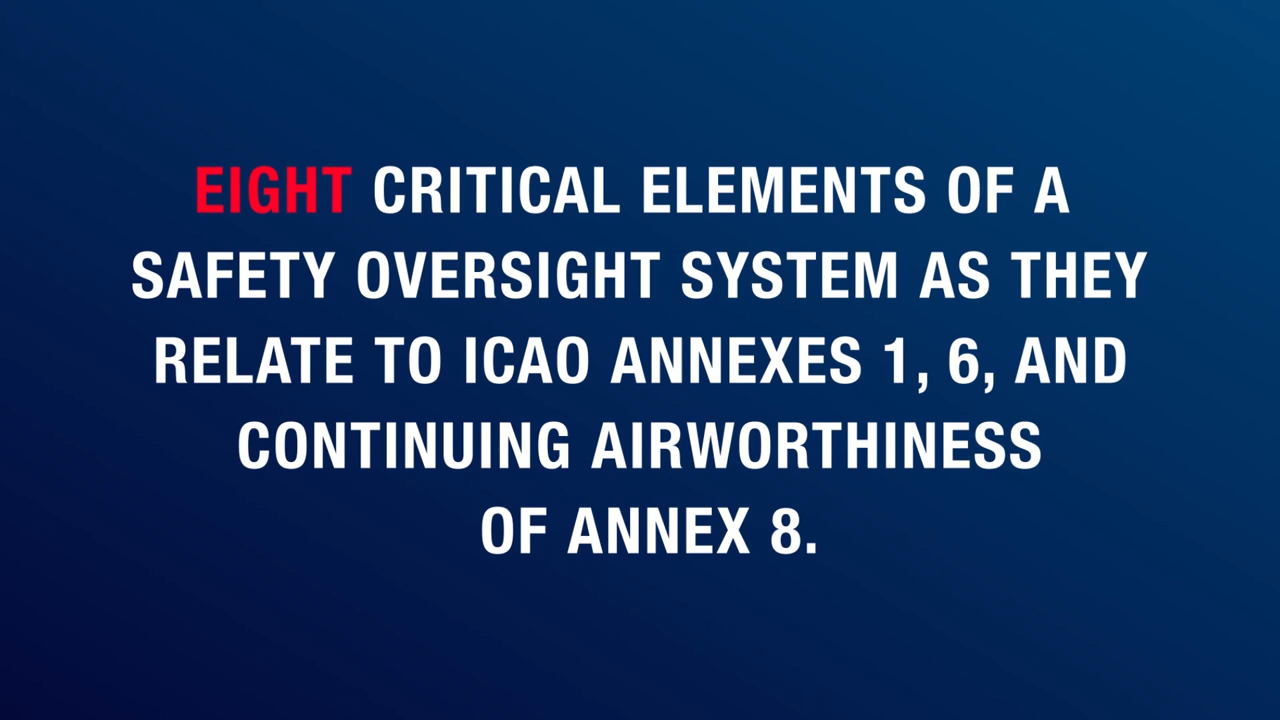 EIGHT CRITICAL ELEMENTS OF A
SAFETY OVERSIGHT SYSTEM AS THEY
RELATE TO ICAO ANNEXES 1, 6, AND
CONTINUING AIRWORTHINESS
OF ANNEX 8.